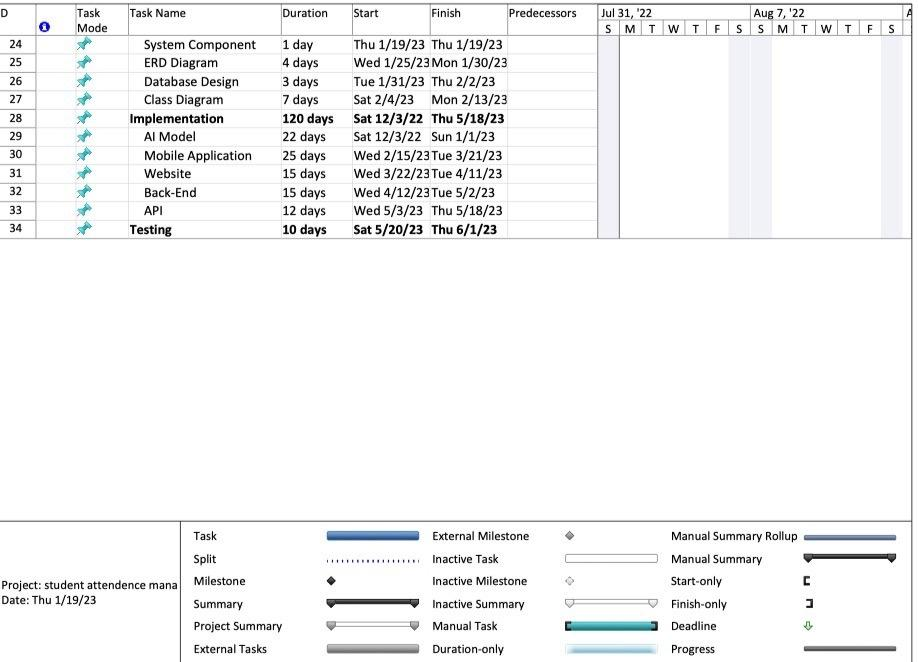 D Task Mode Task Name Duration Start Finish Predecessors Jul 31, '22 Aug 7, '22 A
S M T W T F S S M T W T F S
24 System Component 1 day Thu 1/19/23 Thu 1/19/23
25 ERD Diagram 4 days Wed 1/25/23 Mon 1/30/23
26 Database Design 3 days Tue 1/31/23 Thu 2/2/23
27 Class Diagram 7 days Sat 2/4/23 Mon 2/13/23
28 Implementation 120 days Sat 12/3/22 Thu 5/18/23
29 AI Model 22 days Sat 12/3/22 Sun 1/1/23
30 Mobile Application 25 days Wed 2/15/23 Tue 3/21/23
31 Website 15 days Wed 3/22/23 Tue 4/11/23
32 Back-End 15 days Wed 4/12/23 Tue 5/2/23
33 API 12 days Wed 5/3/23 Thu 5/18/23
34 Testing 10 days Sat 5/20/23 Thu 6/1/23
Project: student attendence mana
Date: Thu 1/19/23
Task External Milestone Manual Summary Rollup
Split Inactive Task Manual Summary
Milestone Inactive Milestone Start-only
Summary Inactive Summary Finish-only
Project Summary Manual Task Deadline
External Tasks Duration-only Progress